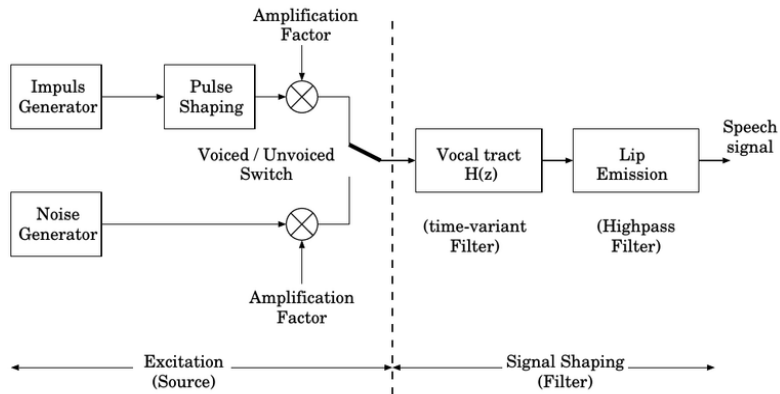 Amplification
Factor
Impuls
Generator
Pulse
Shaping
Voiced / Unvoiced
Switch
Vocal tract
H(z)
Lip
Emission
Speech
signal
Noise
Generator
(time-variant
Filter)
(Highpass
Filter)
Amplification
Factor
Excitation
(Source)
Signal Shaping
(Filter)